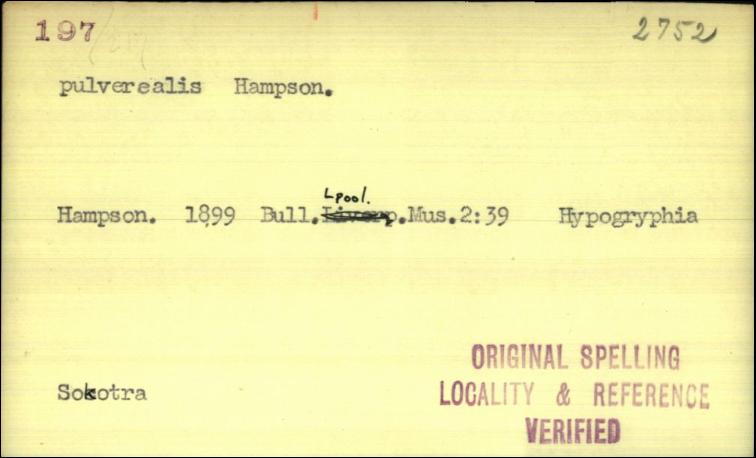 197 2752
pulverealis Hampson.
Lpool.
Hampson. 1899 Bull. Liverp. Mus.2:39 Hypogryphia
ORIGINAL SPELLING
Sokotra LOCALITY & REFERENCE
VERIFIED